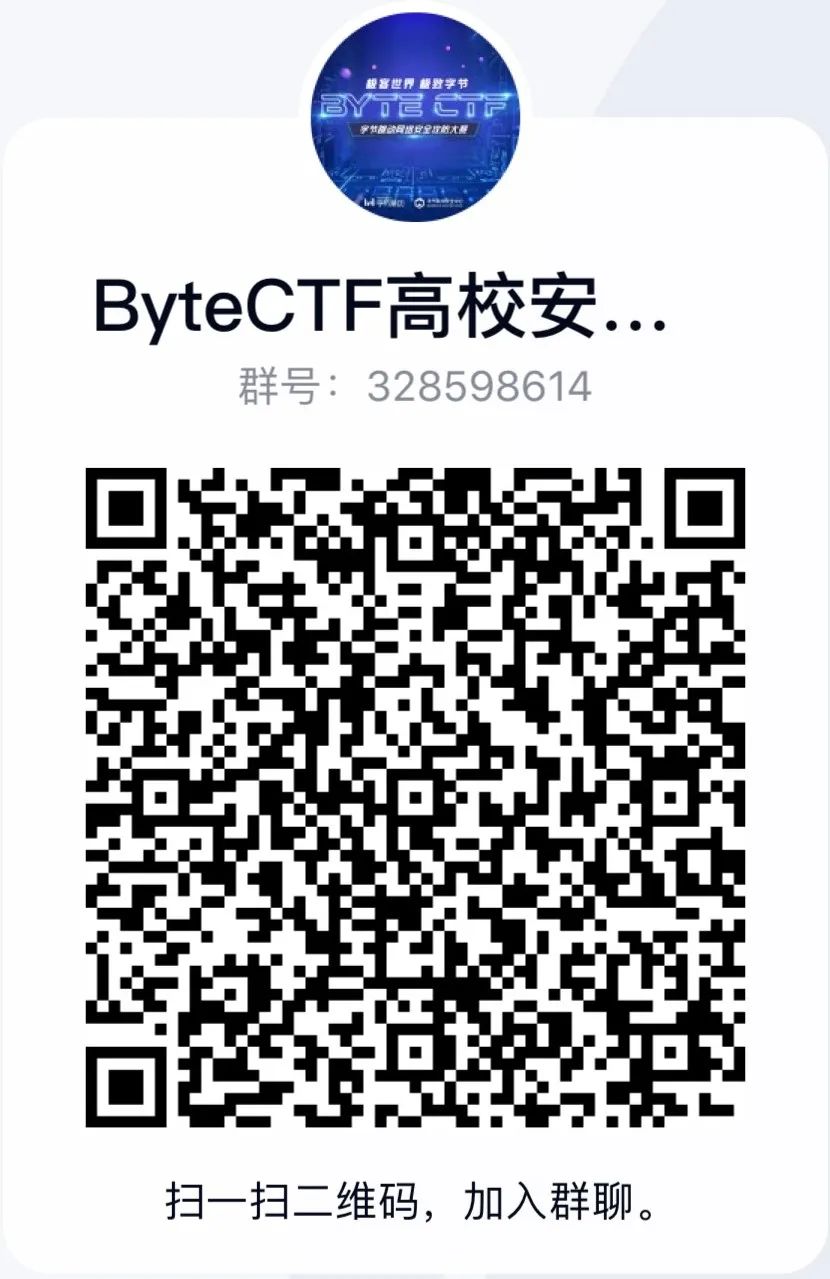 极客世界 极致字节
BYTE CTF
字节跳动网络安全攻防大赛
ByteCTF高校安...
群号：328598614
扫一扫二维码，加入群聊。